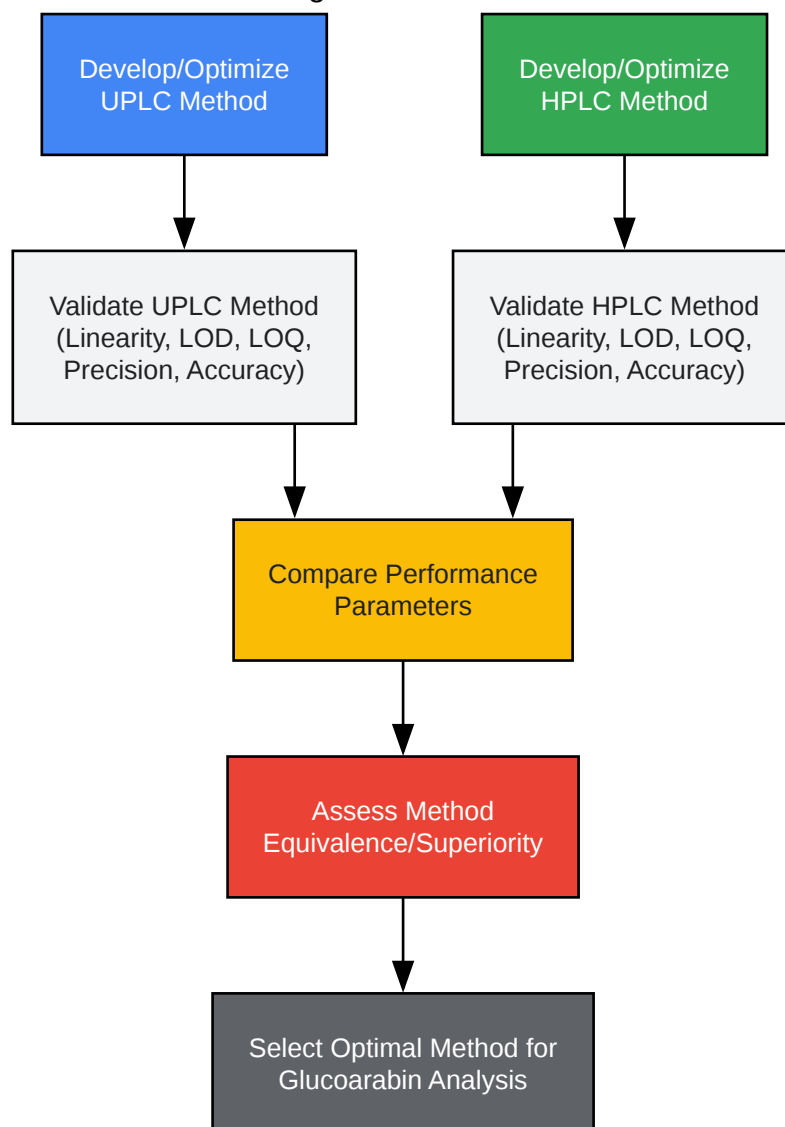 Develop/Optimize
UPLC Method
Develop/Optimize
HPLC Method
Validate UPLC Method
(Linearity, LOD, LOQ,
Precision, Accuracy)
Validate HPLC Method
(Linearity, LOD, LOQ,
Precision, Accuracy)
Compare Performance
Parameters
Assess Method
Equivalence/Superiority
Select Optimal Method for
Glucoarabin Analysis